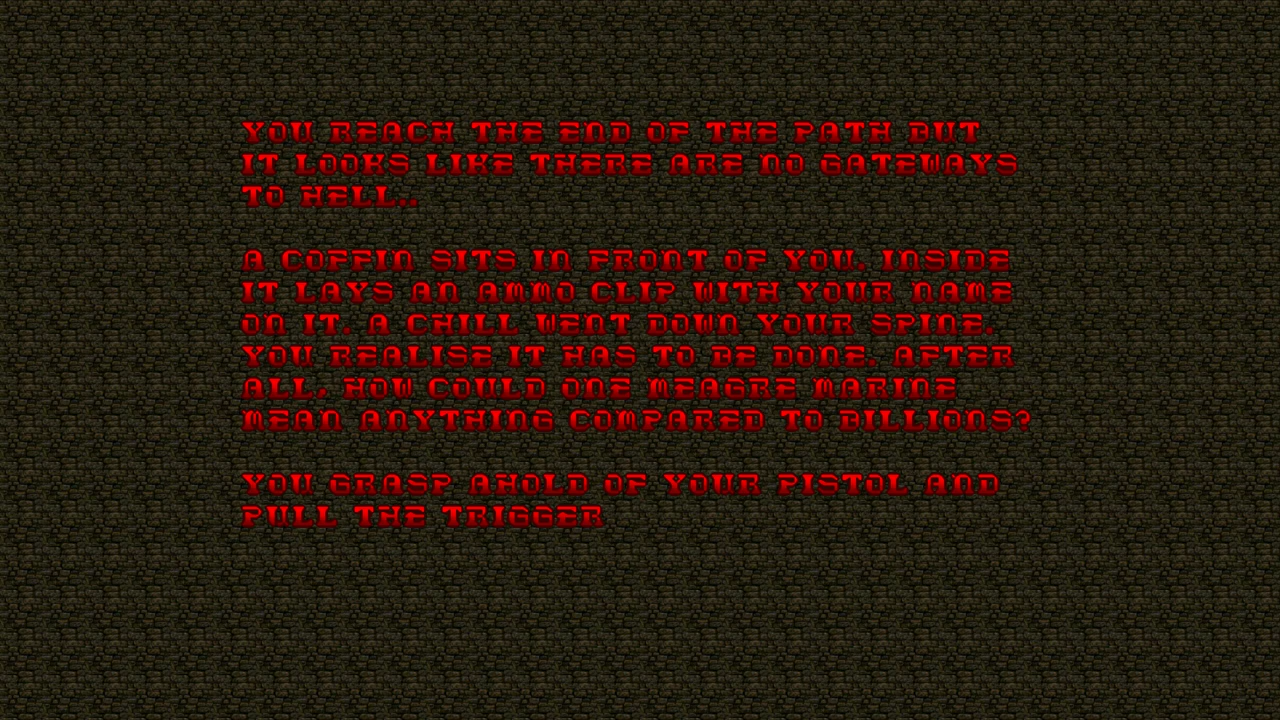 YOU REACH THE END OF THE PATH BUT
IT LOOKS LIKE THERE ARE NO GATEWAYS
TO HELL..
A COFFIN SITS IN FRONT OF YOU. INSIDE
IT LAYS AN AMMO CLIP WITH YOUR NAME
ON IT. A CHILL WENT DOWN YOUR SPINE.
YOU REALISE IT HAS TO BE DONE. AFTER
ALL, HOW COULD ONE MEAGRE MARINE
MEAN ANYTHING COMPARED TO BILLIONS?
YOU GRASP AHOLD OF YOUR PISTOL AND
PULL THE TRIGGER